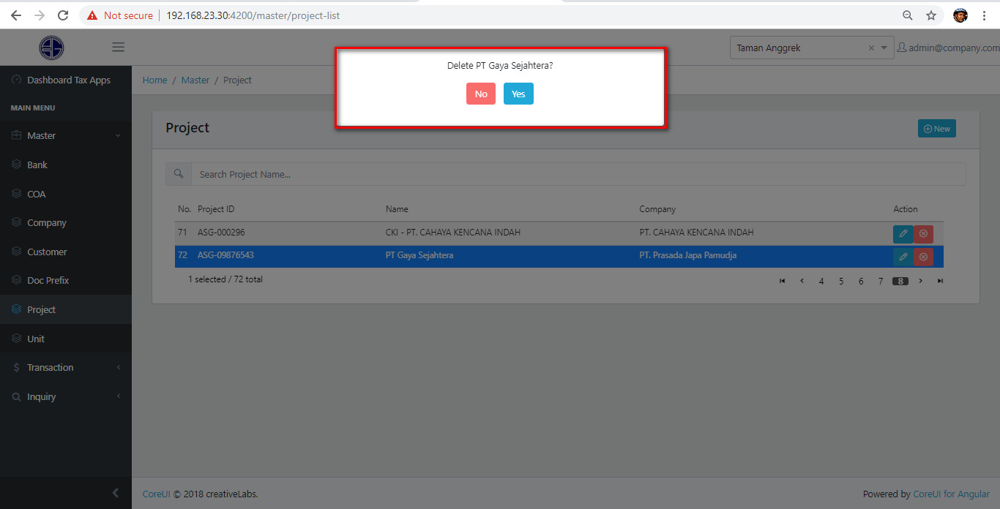 Not secure | 192.168.23.30:4200/master/project-list
Taman Anggrek × admin@company.com
Delete PT Gaya Sejahtera?
No Yes
Dashboard Tax Apps
MAIN MENU
Master
Bank
COA
Company
Customer
Doc Prefix
Project
Unit
Transaction
Inquiry
Home / Master / Project
Project
New
Search Project Name...
No. Project ID Name Company Action
71 ASG-000296 CKI - PT. CAHAYA KENCANA INDAH PT. CAHAYA KENCANA INDAH
72 ASG-09876543 PT Gaya Sejahtera PT. Prasada Japa Pamudja
1 selected / 72 total 4 5 6 7 8
CoreUI © 2018 creativeLabs. Powered by CoreUI for Angular